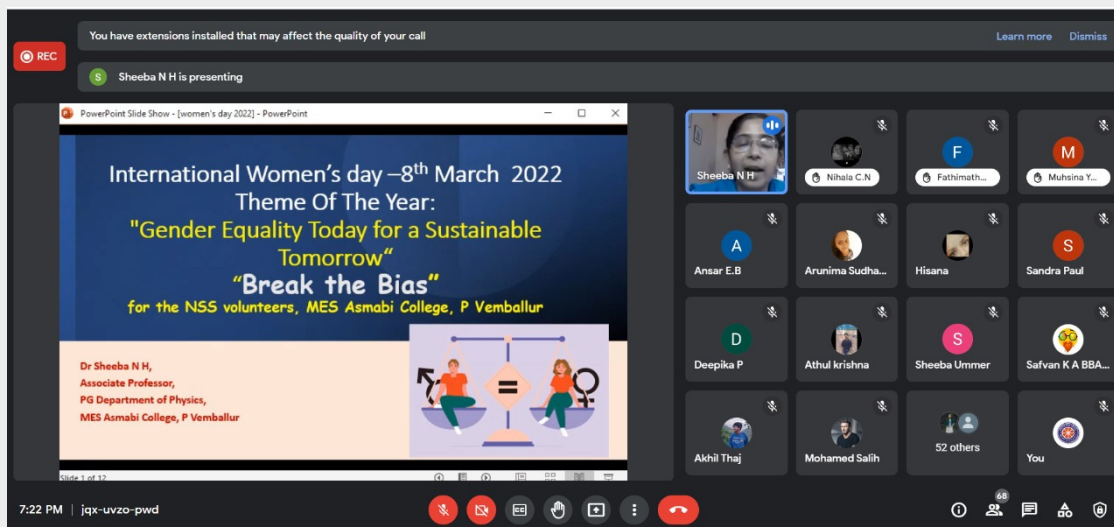 You have extensions installed that may affect the quality of your call
Learn more Dismiss
REC
S Sheeba N H is presenting
PowerPoint Slide Show - [women's day 2022] - PowerPoint
International Women's day –8th March 2022
Theme Of The Year:
"Gender Equality Today for a Sustainable
Tomorrow“
“Break the Bias”
for the NSS volunteers, MES Asmabi College, P Vemballur
Dr Sheeba N H,
Associate Professor,
PG Department of Physics,
MES Asmabi College, P Vemballur
=
Slide 1 of 12
Sheeba N H
Nihala C.N
F
Fathimath...
M
Muhsina Y...
A
Ansar E.B
Arunima Sudha...
Hisana
S
Sandra Paul
D
Deepika P
Athul krishna
S
Sheeba Ummer
Safvan K A BBA...
Akhil Thaj
Mohamed Salih
52 others
You
7:22 PM | jqx-uvzo-pwd
CC
68